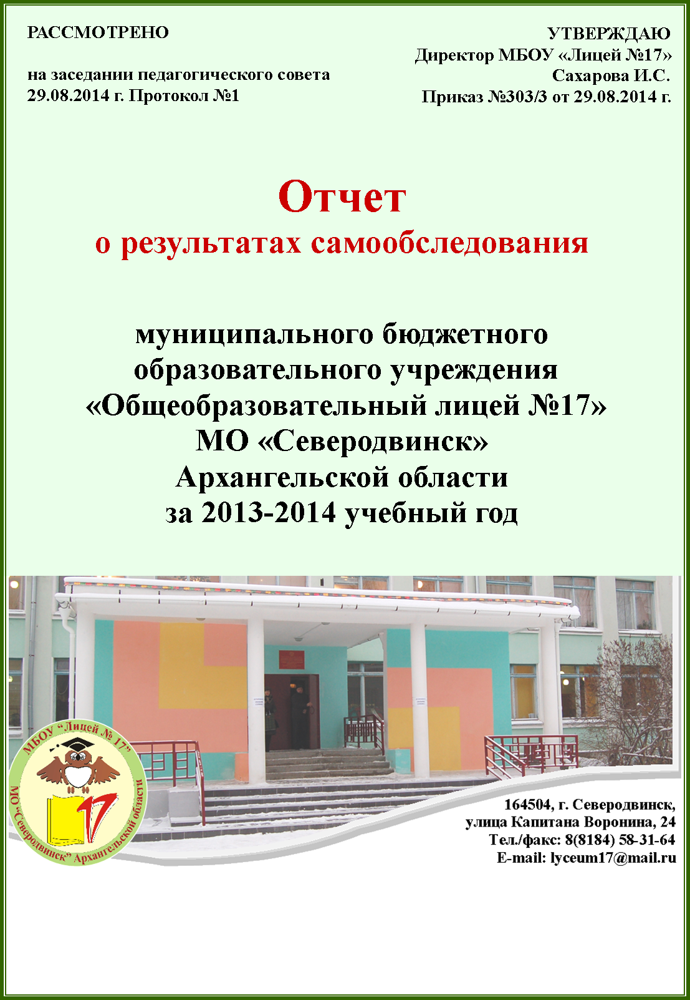 РАССМОТРЕНО
на заседании педагогического совета
29.08.2014 г. Протокол №1
УТВЕРЖДАЮ
Директор МБОУ «Лицей №17»
Сахарова И.С.
Приказ №303/3 от 29.08.2014 г.
Отчет
о результатах самообследования
муниципального бюджетного
образовательного учреждения
«Общеобразовательный лицей №17»
МО «Северодвинск»
Архангельской области
за 2013-2014 учебный год
МБОУ “Лицей № 17”
МО “Северодвинск” Архангельской области
17
164504, г. Северодвинск,
улица Капитана Воронина, 24
Тел./факс: 8(8184) 58-31-64
E-mail: lyceum17@mail.ru